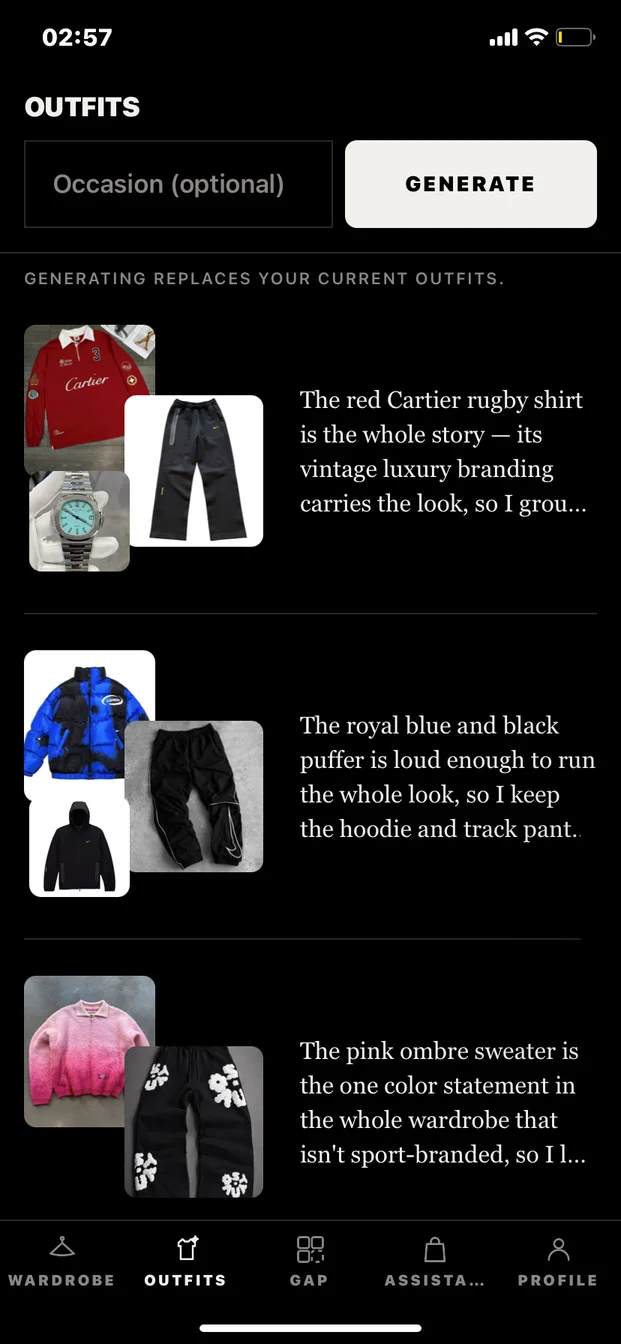 02:57
OUTFITS
Occasion (optional)
GENERATE
GENERATING REPLACES YOUR CURRENT OUTFITS.
3
Cartier
The red Cartier rugby shirt
is the whole story — its
vintage luxury branding
carries the look, so I grou...
The royal blue and black
puffer is loud enough to run
the whole look, so I keep
the hoodie and track pant..
The pink ombre sweater is
the one color statement in
the whole wardrobe that
isn't sport-branded, so I l...
WARDROBE
OUTFITS
GAP
ASSISTA...
PROFILE